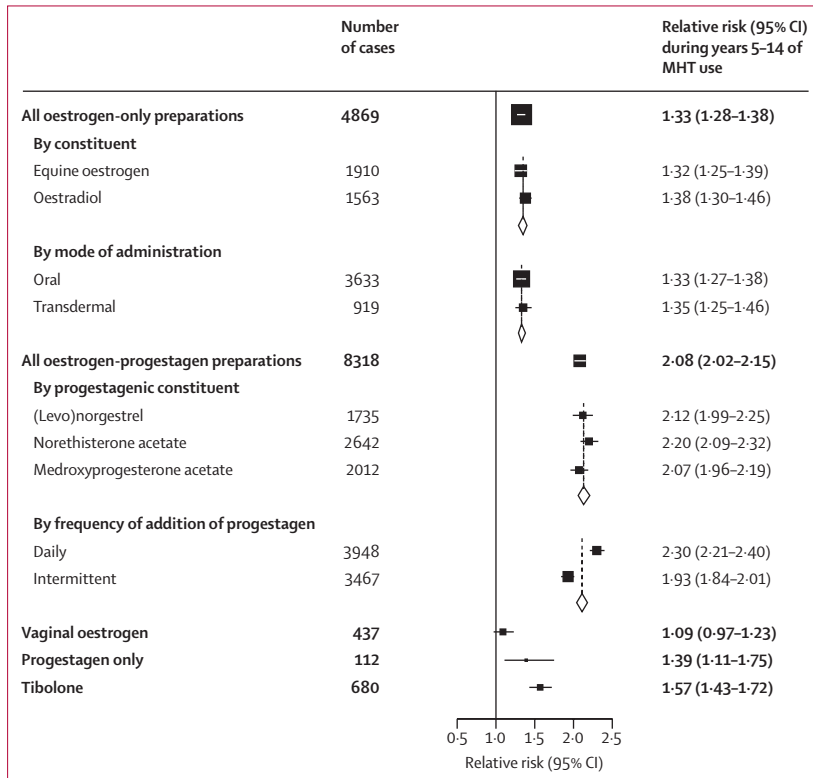 Number of cases
Relative risk (95% CI) during years 5–14 of MHT use
All oestrogen-only preparations 4869 1·33 (1·28–1·38)
By constituent
Equine oestrogen 1910 1·32 (1·25–1·39)
Oestradiol 1563 1·38 (1·30–1·46)
By mode of administration
Oral 3633 1·33 (1·27–1·38)
Transdermal 919 1·35 (1·25–1·46)
All oestrogen-progestagen preparations 8318 2·08 (2·02–2·15)
By progestagenic constituent
(Levo)norgestrel 1735 2·12 (1·99–2·25)
Norethisterone acetate 2642 2·20 (2·09–2·32)
Medroxyprogesterone acetate 2012 2·07 (1·96–2·19)
By frequency of addition of progestagen
Daily 3948 2·30 (2·21–2·40)
Intermittent 3467 1·93 (1·84–2·01)
Vaginal oestrogen 437 1·09 (0·97–1·23)
Progestagen only 112 1·39 (1·11–1·75)
Tibolone 680 1·57 (1·43–1·72)
0·5 1·0 1·5 2·0 2·5
Relative risk (95% CI)